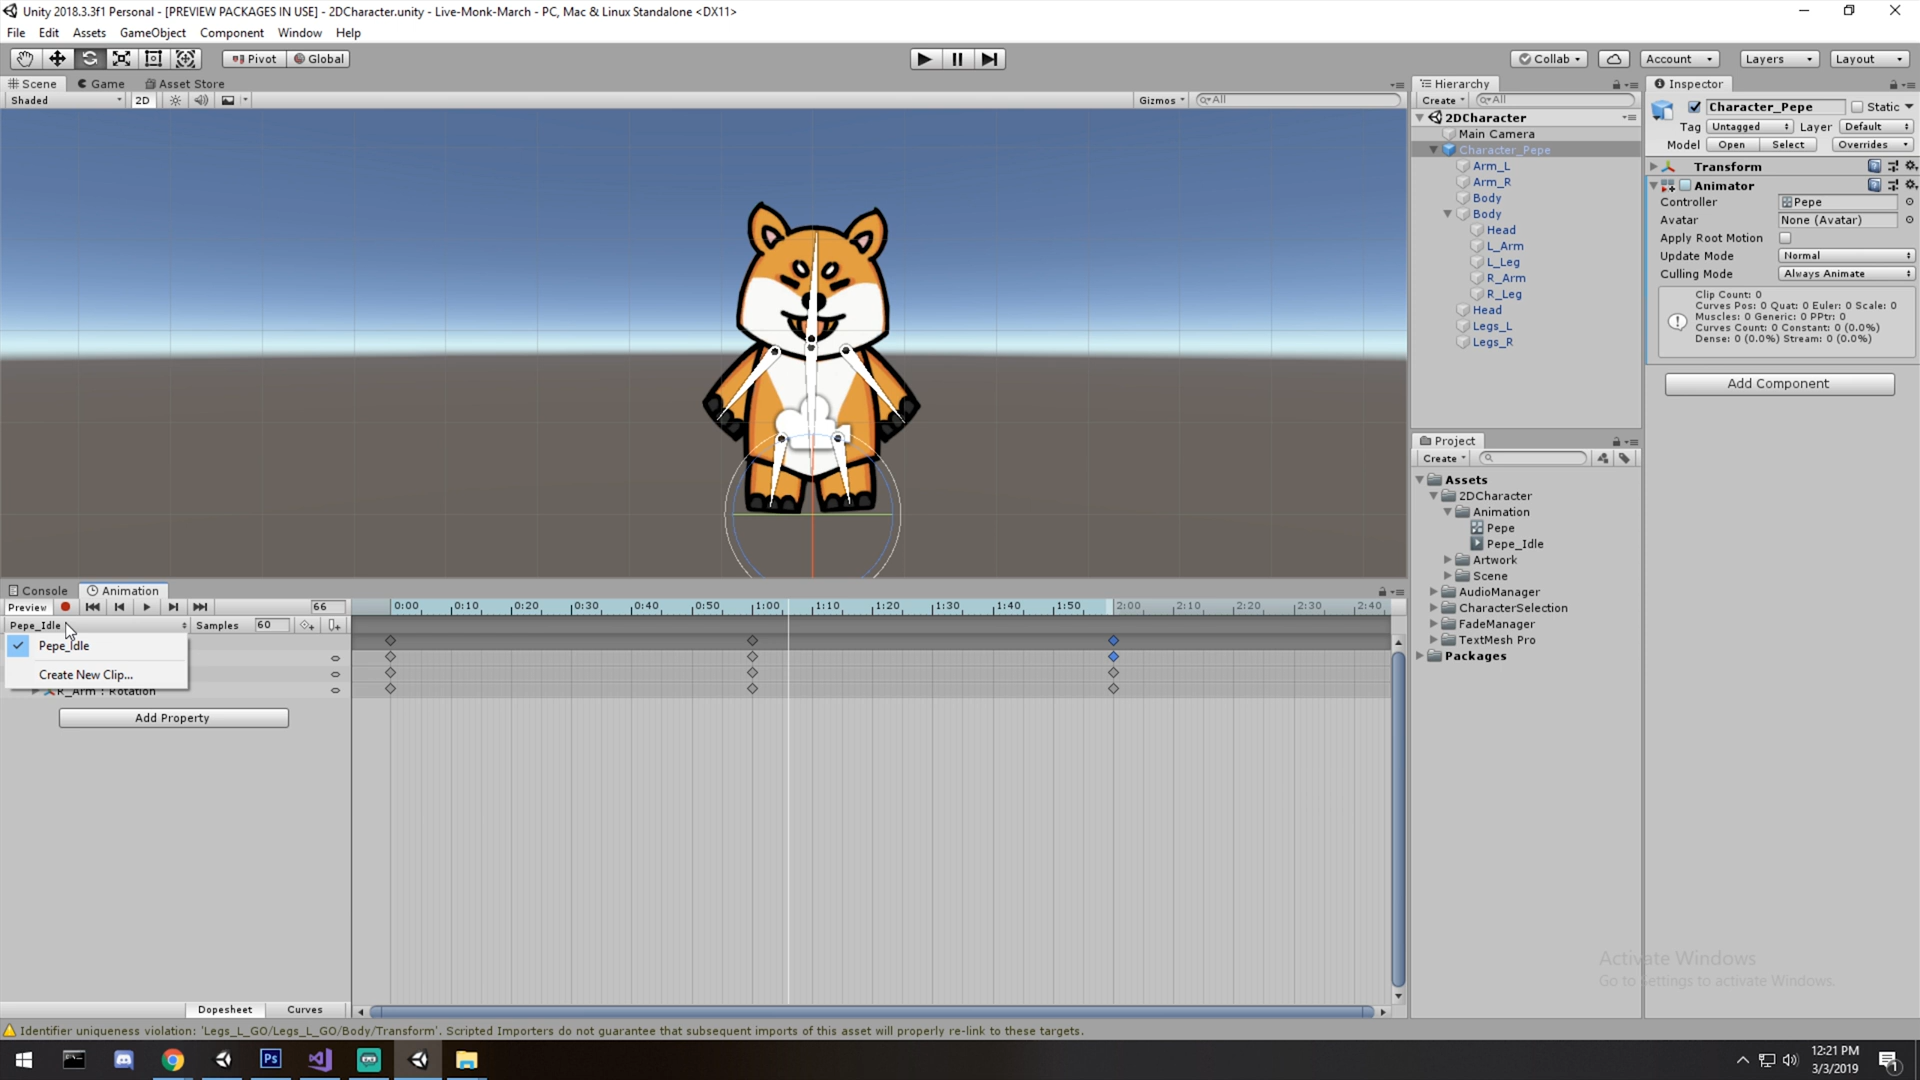 Unity 2018.3.3f1 Personal - [PREVIEW PACKAGES IN USE] - 2DCharacter.unity - Live-Monk-March - PC, Mac & Linux Standalone <DX11>
File Edit Assets GameObject Component Window Help
Pivot Global Collab Account Layers Layout
Scene Game Asset Store
Shaded 2D Gizmos All
Hierarchy
Create All
2DCharacter
Main Camera
Character_Pepe
Arm_L
Arm_R
Body
Body
Head
L_Arm
L_Leg
R_Arm
R_Leg
Head
Legs_L
Legs_R
Inspector
Character_Pepe Static
Tag Untagged Layer Default
Model Open Select Overrides
Transform
Animator
Controller Pepe
Avatar None (Avatar)
Apply Root Motion
Update Mode Normal
Culling Mode Always Animate
Clip Count: 0
Curves Pos: 0 Quat: 0 Euler: 0 Scale: 0
Muscles: 0 Generic: 0 PPtr: 0
Curves Count: 0 Constant: 0 (0.0%)
Dense: 0 (0.0%) Stream: 0 (0.0%)
Add Component
Project
Create
Assets
2DCharacter
Animation
Pepe
Pepe_Idle
Artwork
Scene
AudioManager
CharacterSelection
FadeManager
TextMesh Pro
Packages
Console Animation
Preview 66 0:00 0:10 0:20 0:30 0:40 0:50 1:00 1:10 1:20 1:30 1:40 1:50 2:00 2:10 2:20 2:30 2:40
Pepe_Idle Samples 60
Pepe_Idle
Create New Clip...
R_Arm : Rotation
Add Property
Dopesheet Curves
Activate Windows
Go to Settings to activate Windows.
Identifier uniqueness violation: 'Legs_L_GO/Legs_L_GO/Body/Transform'. Scripted Importers do not guarantee that subsequent imports of this asset will properly re-link to these targets.
Ps
12:21 PM
3/3/2019
1